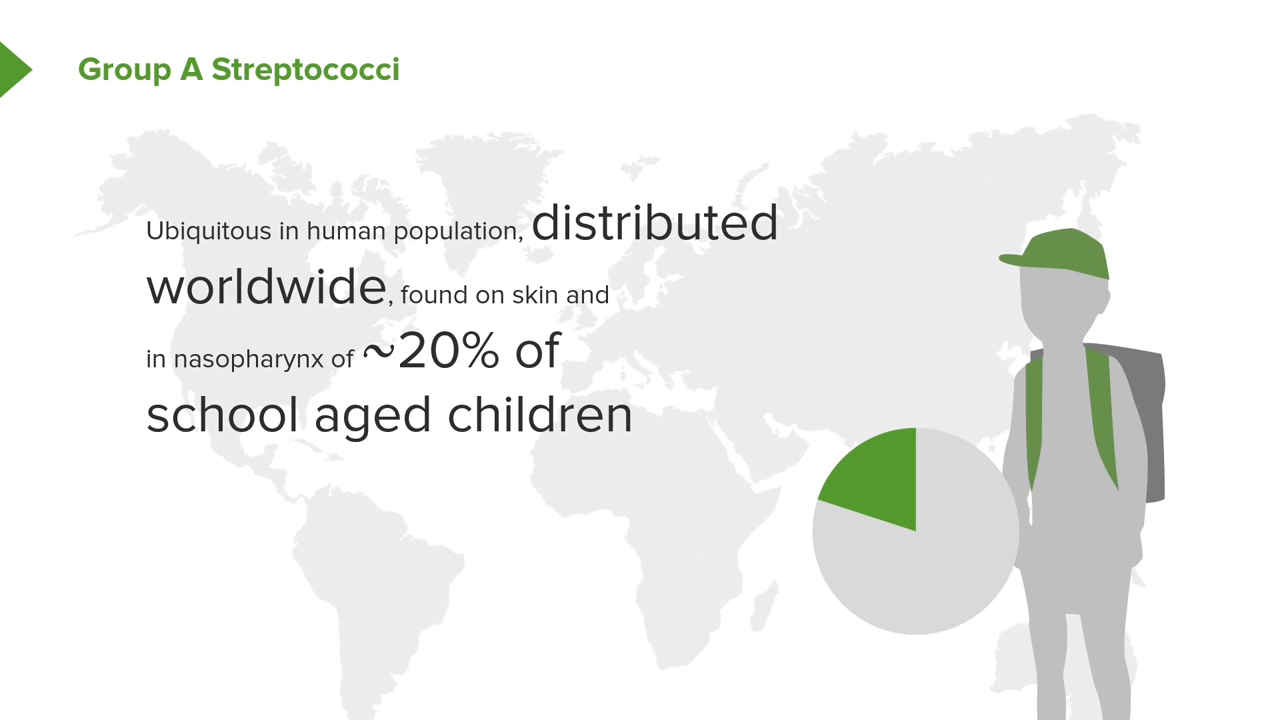 Group A Streptococci
Ubiquitous in human population, distributed
worldwide, found on skin and
in nasopharynx of ~20% of
school aged children